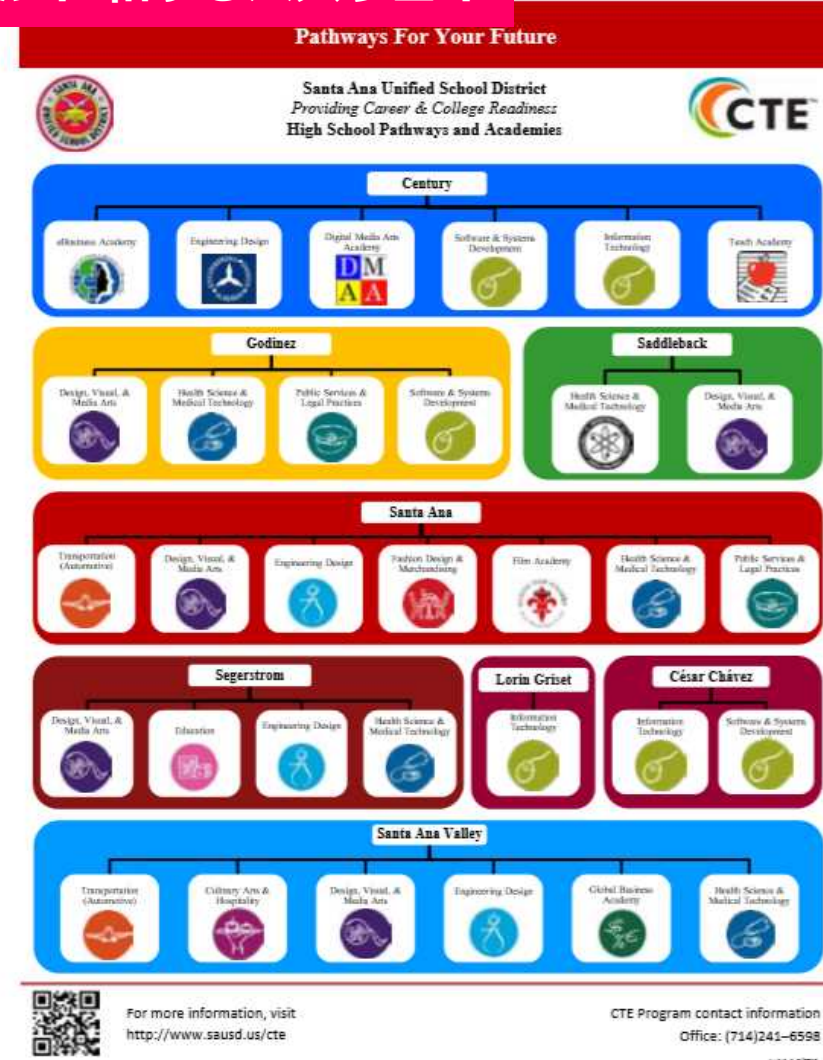 Pathways For Your Future
Santa Ana Unified School District
Providing Career & College Readiness
High School Pathways and Academies
CTE
Century
eBusiness Academy
Engineering Design
Digital Media Arts
Academy
DM
AA
Software & Systems
Development
Information
Technology
Teach Academy
Godinez
Design, Visual, &
Media Arts
Health Science &
Medical Technology
Public Services &
Legal Practices
Software & Systems
Development
Saddleback
Health Science &
Medical Technology
Design, Visual, &
Media Arts
Santa Ana
Transportation
(Automotive)
Design, Visual, &
Media Arts
Engineering Design
Fashion Design &
Merchandising
Film Academy
Health Science &
Medical Technology
Public Services &
Legal Practices
Segerstrom
Design, Visual, &
Media Arts
Education
Engineering Design
Health Science &
Medical Technology
Lorin Griset
Information
Technology
César Chávez
Information
Technology
Software & Systems
Development
Santa Ana Valley
Transportation
(Automotive)
Culinary Arts &
Hospitality
Design, Visual, &
Media Arts
Engineering Design
Global Business
Academy
Health Science &
Medical Technology
For more information, visit
http://www.sausd.us/cte
CTE Program contact information
Office: (714)241–6598